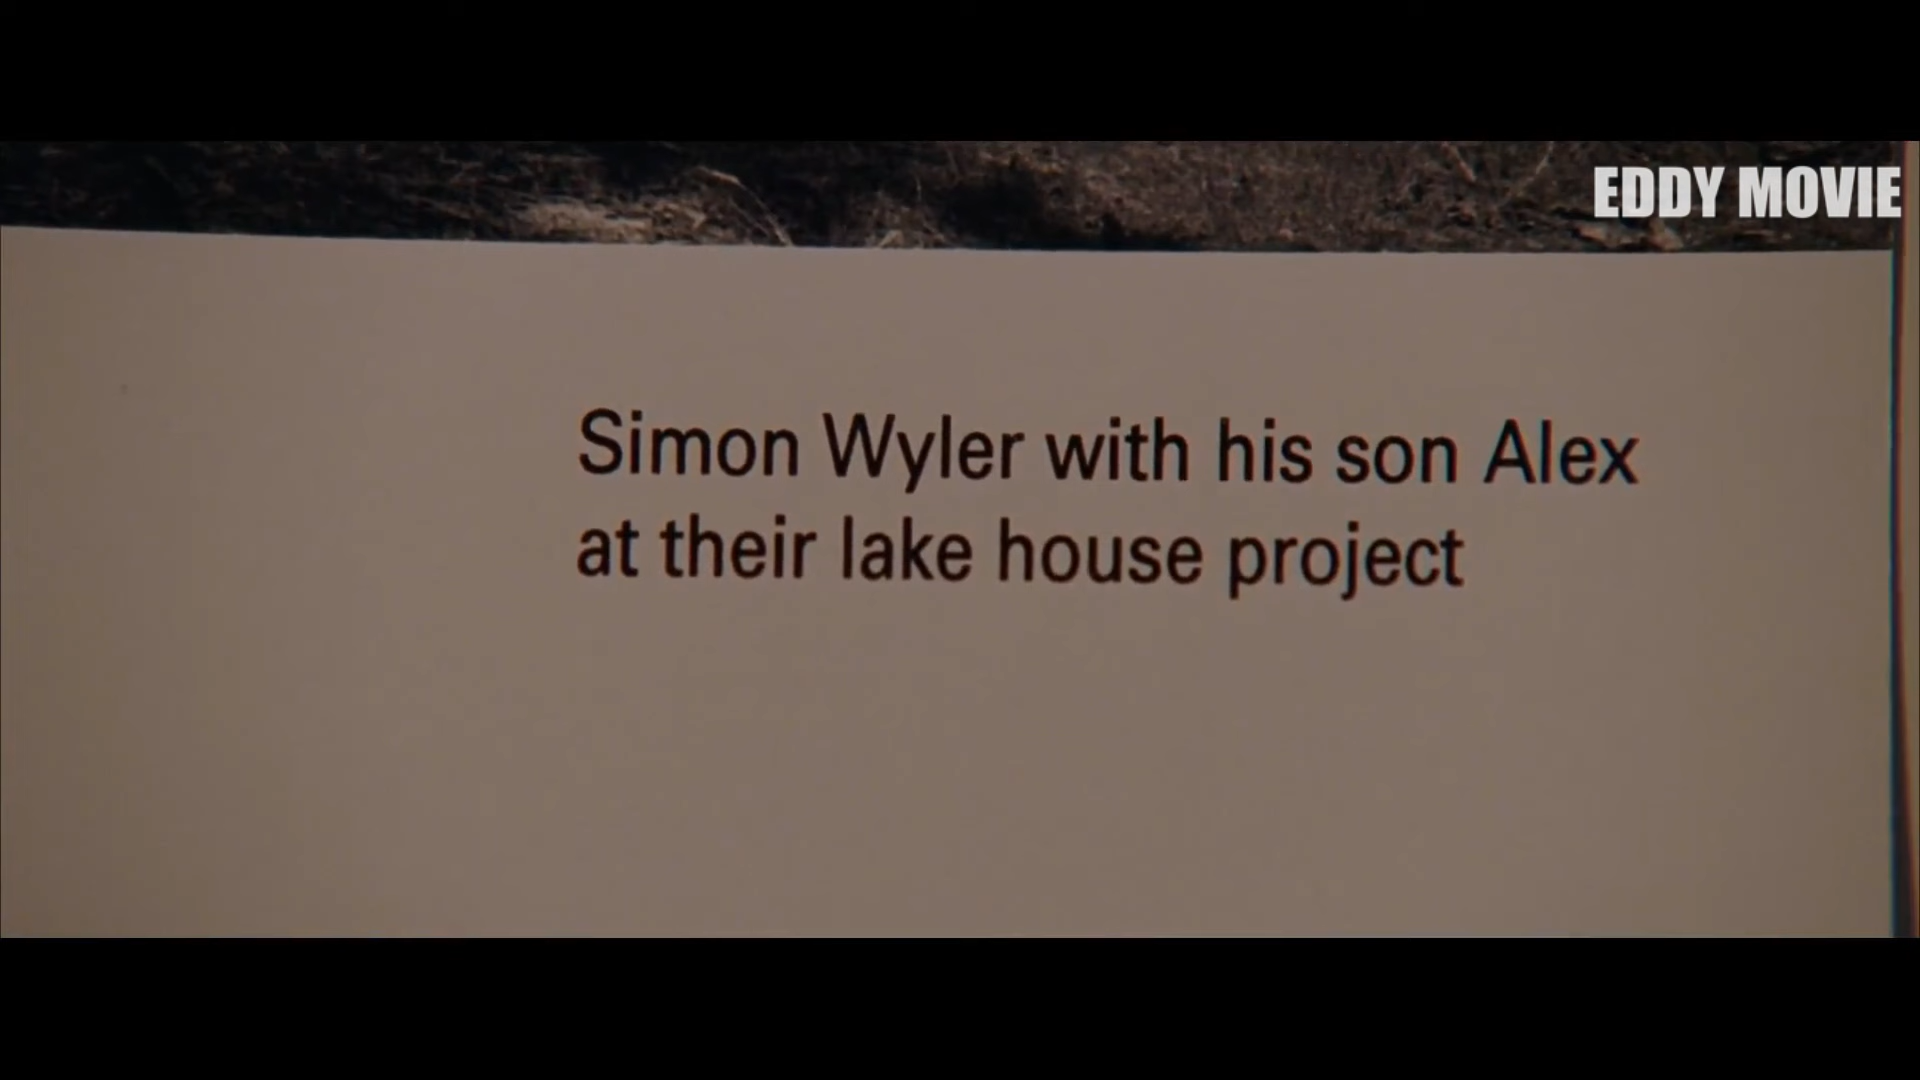 EDDY MOVIE
Simon Wyler with his son Alex
at their lake house project